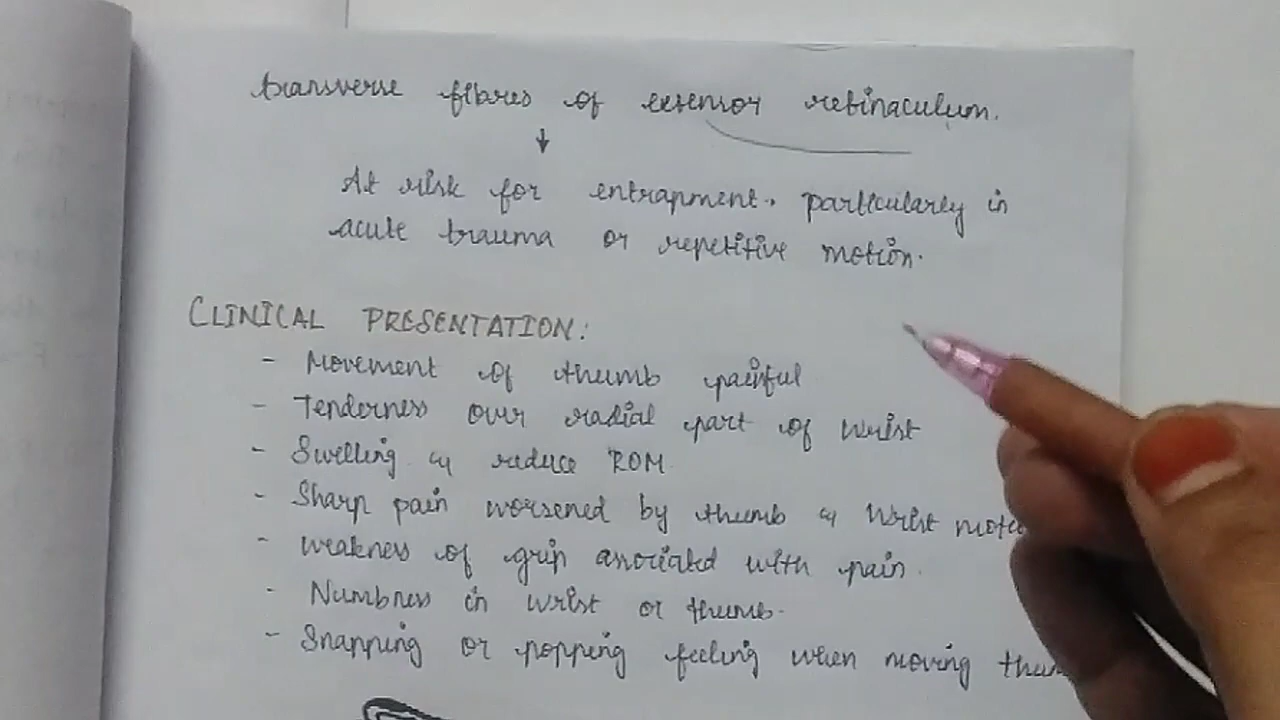 transverse fibres of extensor retinaculum.
↓
At risk for entrapment, particularly in
acute trauma or repetitive motion.
CLINICAL PRESENTATION:
- Movement of thumb painful
- Tenderness over radial part of wrist
- Swelling & reduce ROM
- Sharp pain worsened by thumb & wrist
- weakness of grip associated with pain.
- Numbness in wrist or thumb.
- Snapping or popping feeling when moving